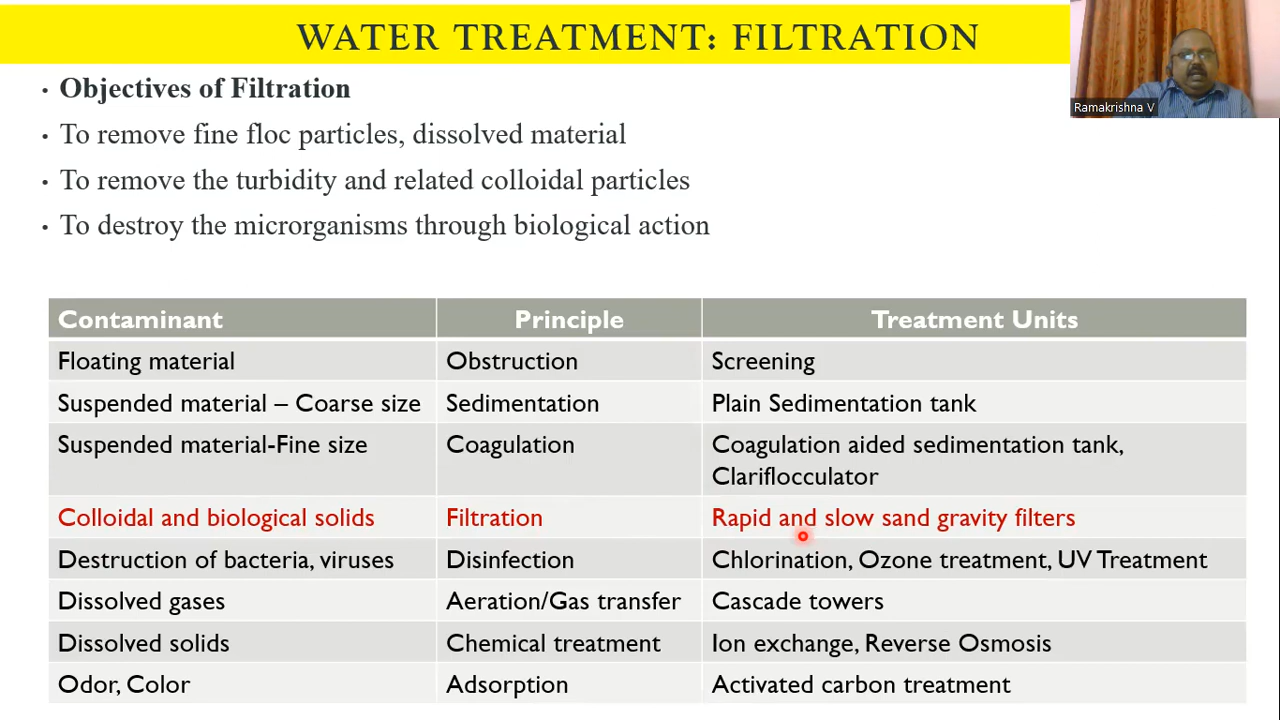 WATER TREATMENT: FILTRATION
Ramakrishna V
• Objectives of Filtration
• To remove fine floc particles, dissolved material
• To remove the turbidity and related colloidal particles
• To destroy the microrganisms through biological action
Contaminant Principle Treatment Units
Floating material Obstruction Screening
Suspended material – Coarse size Sedimentation Plain Sedimentation tank
Suspended material-Fine size Coagulation Coagulation aided sedimentation tank,
Clariflocculator
Colloidal and biological solids Filtration Rapid and slow sand gravity filters
Destruction of bacteria, viruses Disinfection Chlorination, Ozone treatment, UV Treatment
Dissolved gases Aeration/Gas transfer Cascade towers
Dissolved solids Chemical treatment Ion exchange, Reverse Osmosis
Odor, Color Adsorption Activated carbon treatment